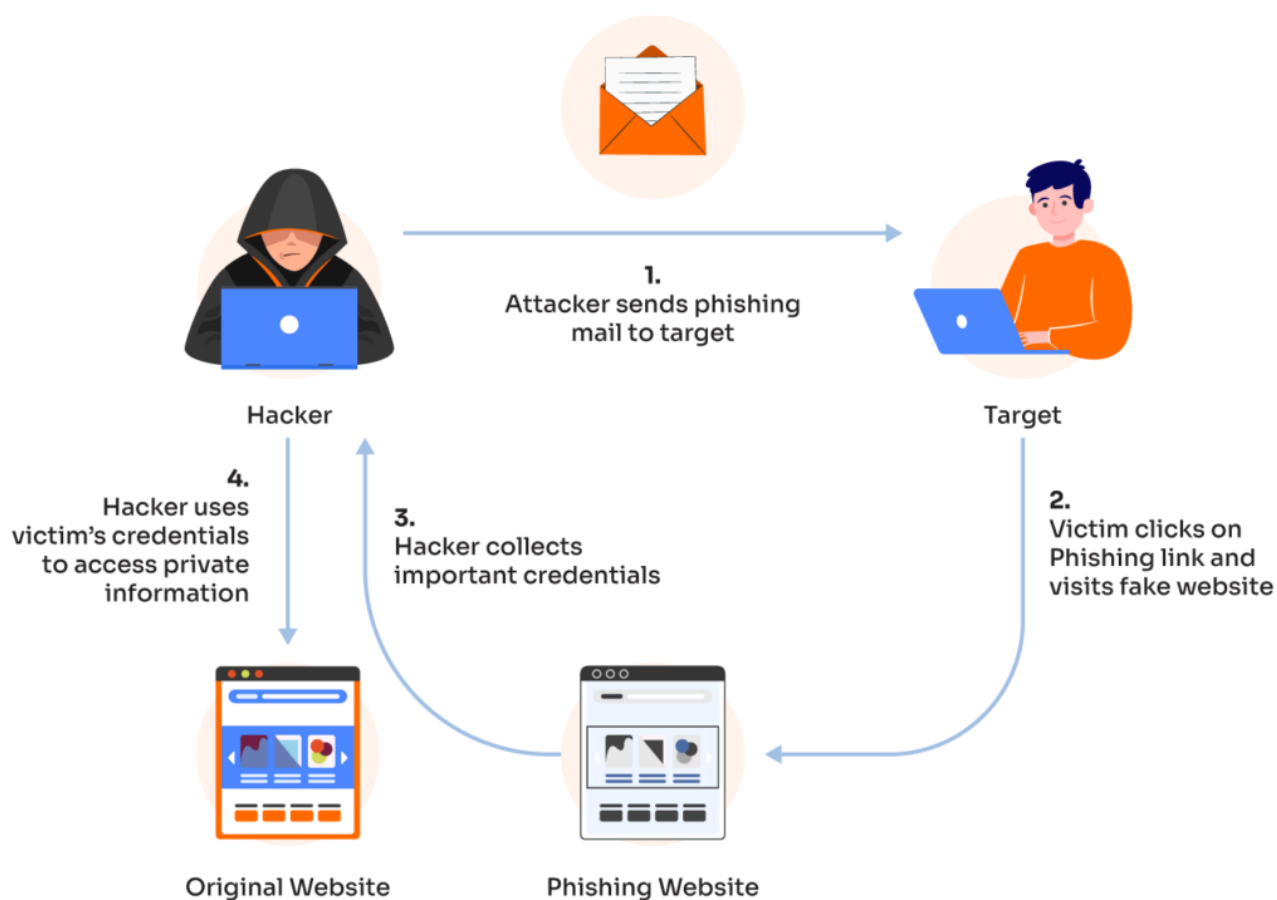 1.
Attacker sends phishing
mail to target
Hacker
Target
4.
Hacker uses
victim's credentials
to access private
information
3.
Hacker collects
important credentials
2.
Victim clicks on
Phishing link and
visits fake website
Original Website
Phishing Website